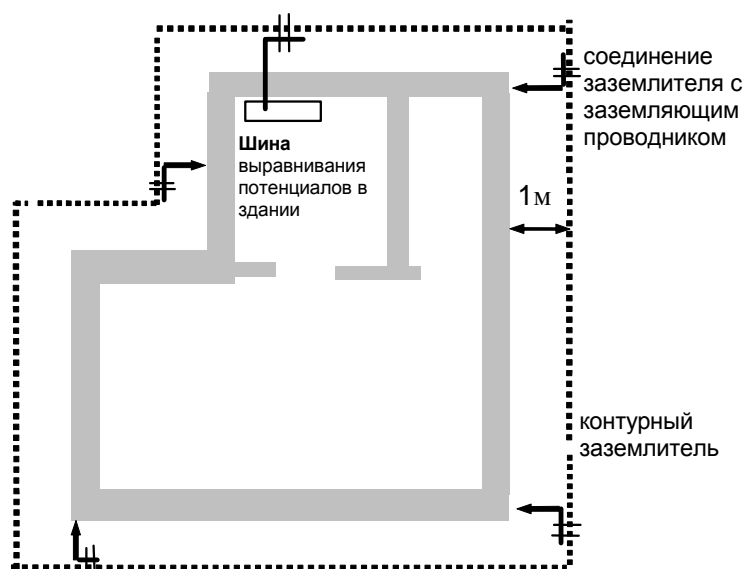 соединение
заземлителя с
заземляющим
проводником
Шина
выравнивания
потенциалов в
здании
1м
контурный
заземлитель